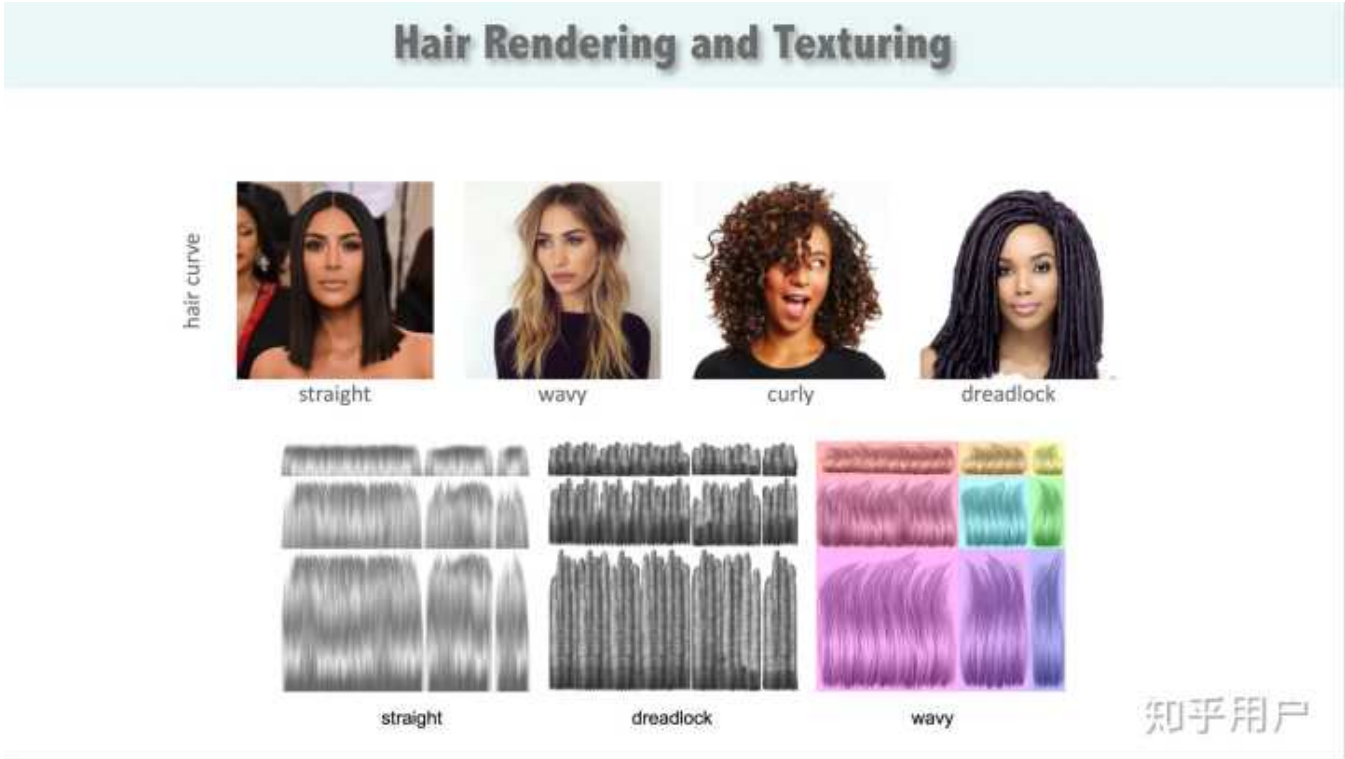 Hair Rendering and Texturing
hair curve
straight
wavy
curly
dreadlock
straight
dreadlock
wavy
知乎用户